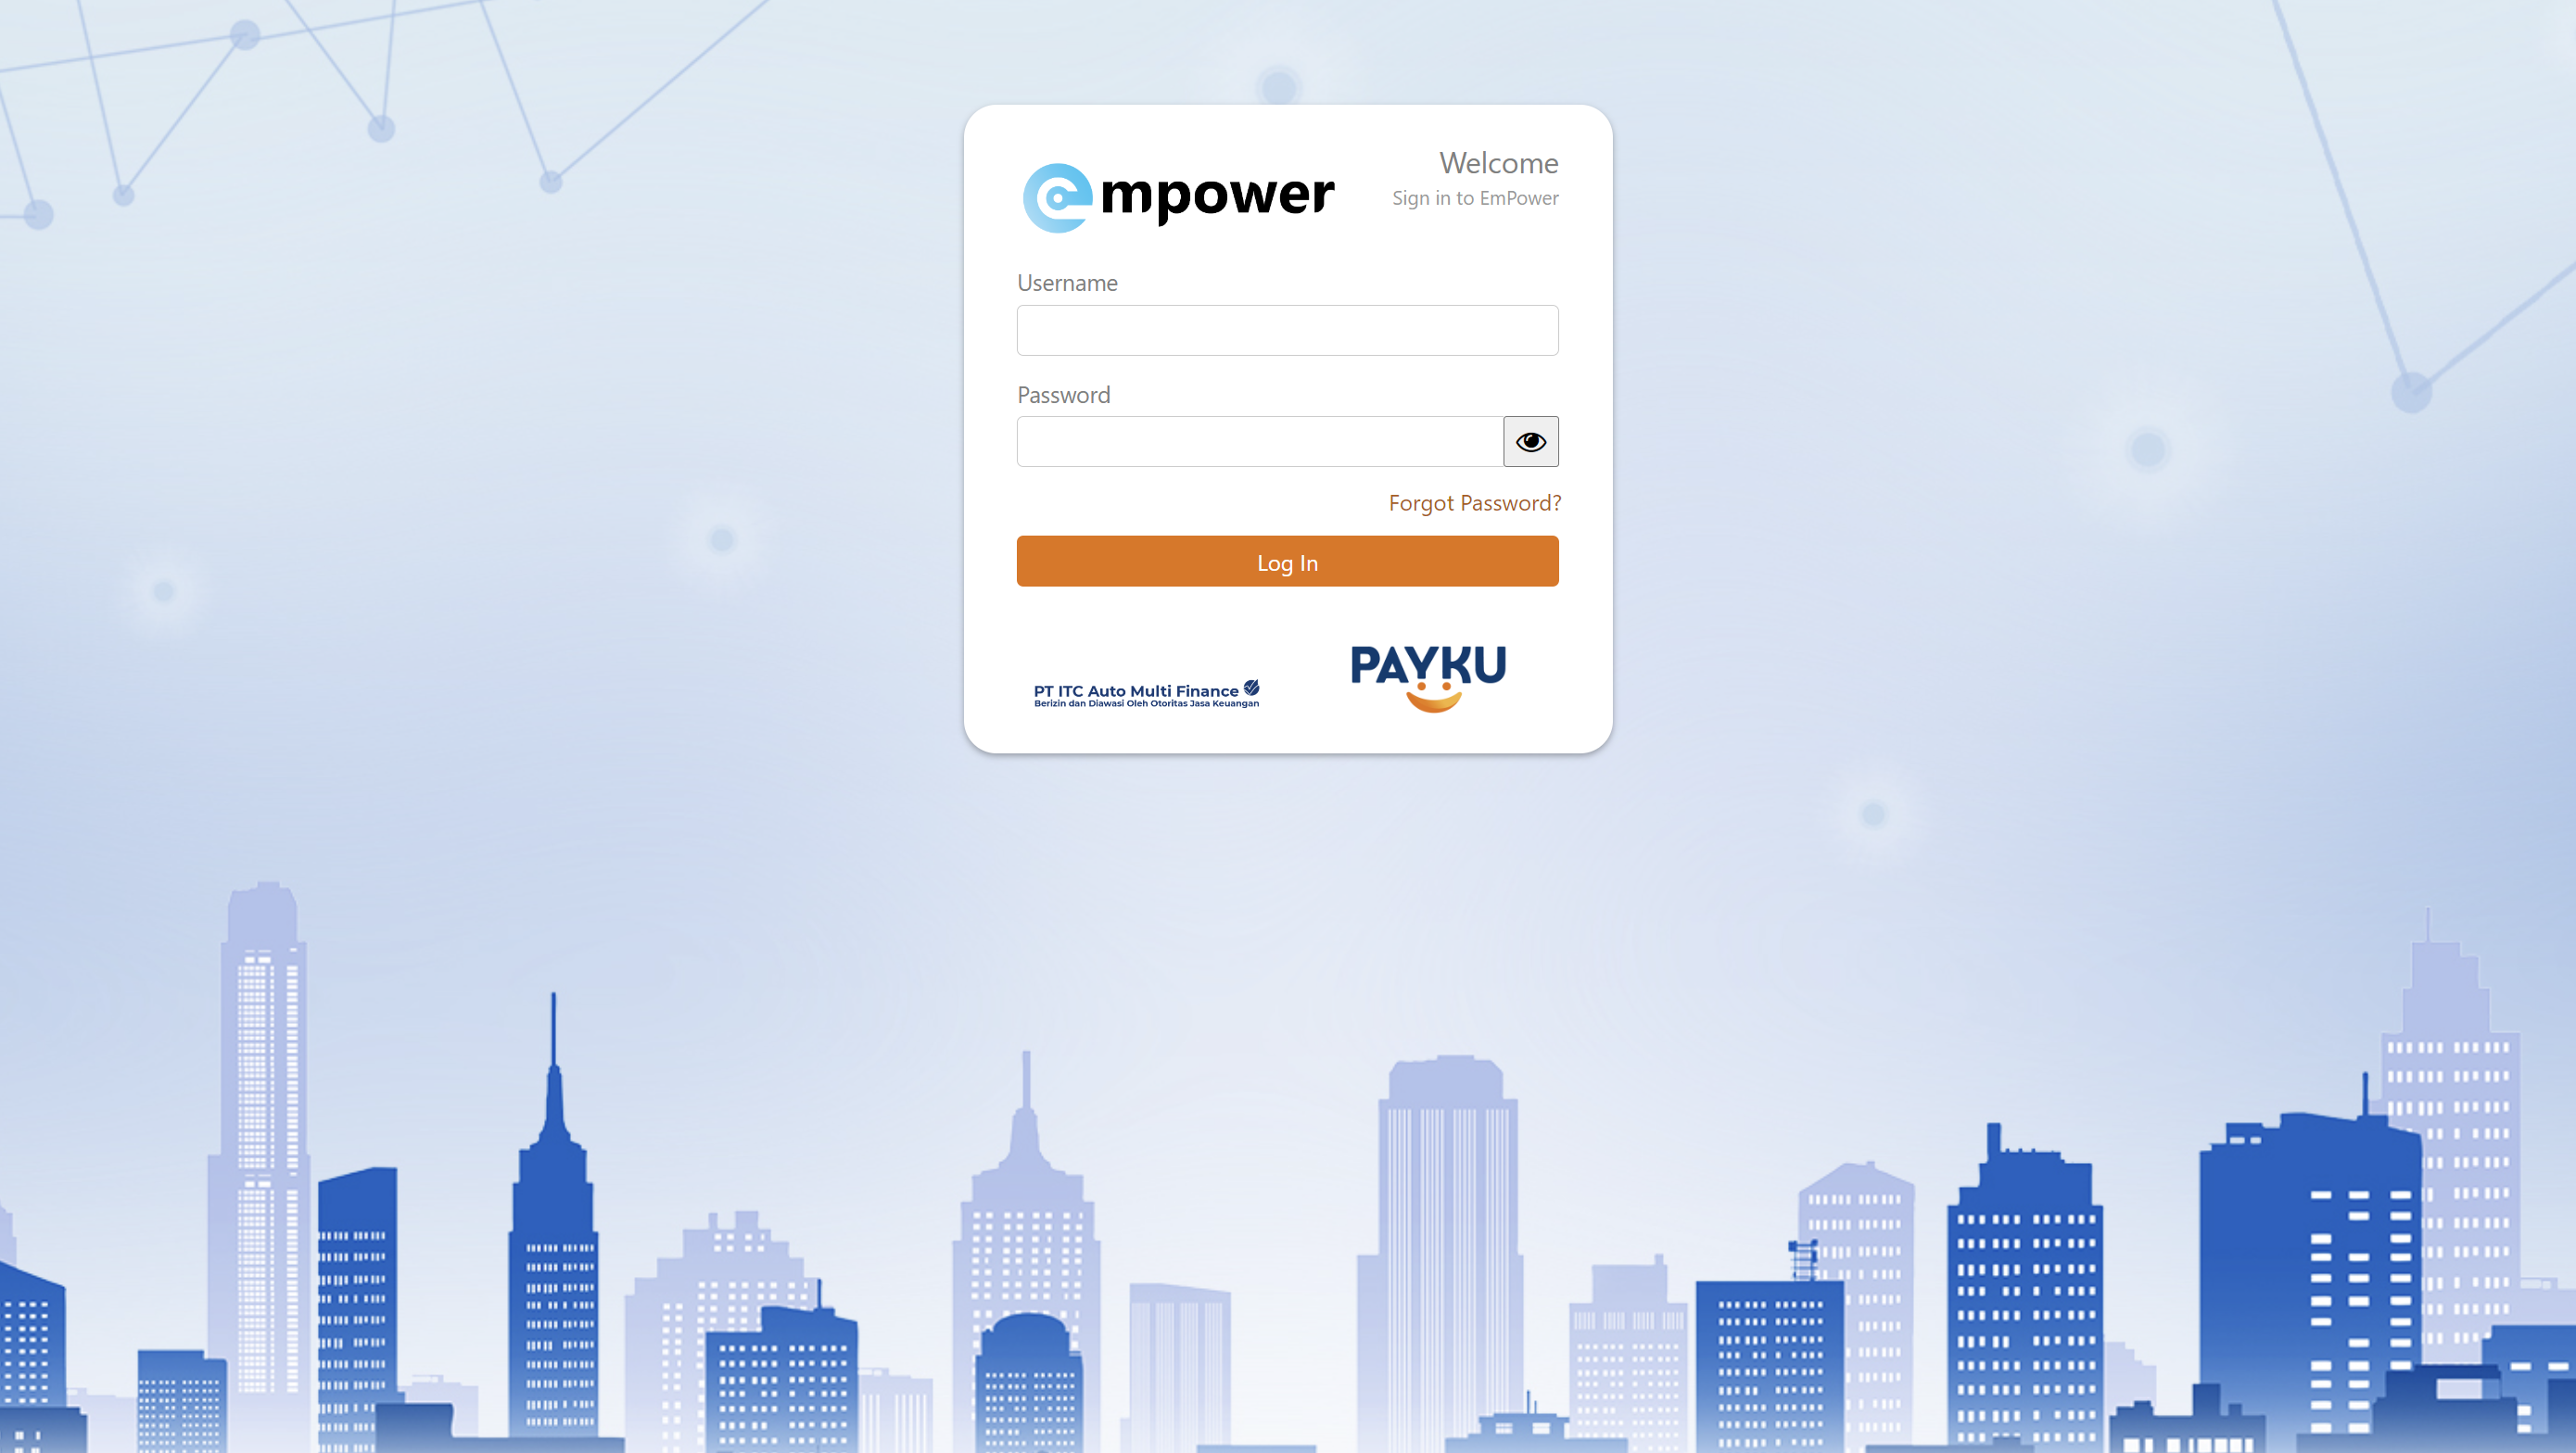 empower
Welcome
Sign in to EmPower
Username
Password
Forgot Password?
Log In
PT ITC Auto Multi Finance
Berizin dan Diawasi Oleh Otoritas Jasa Keuangan
PAYKU